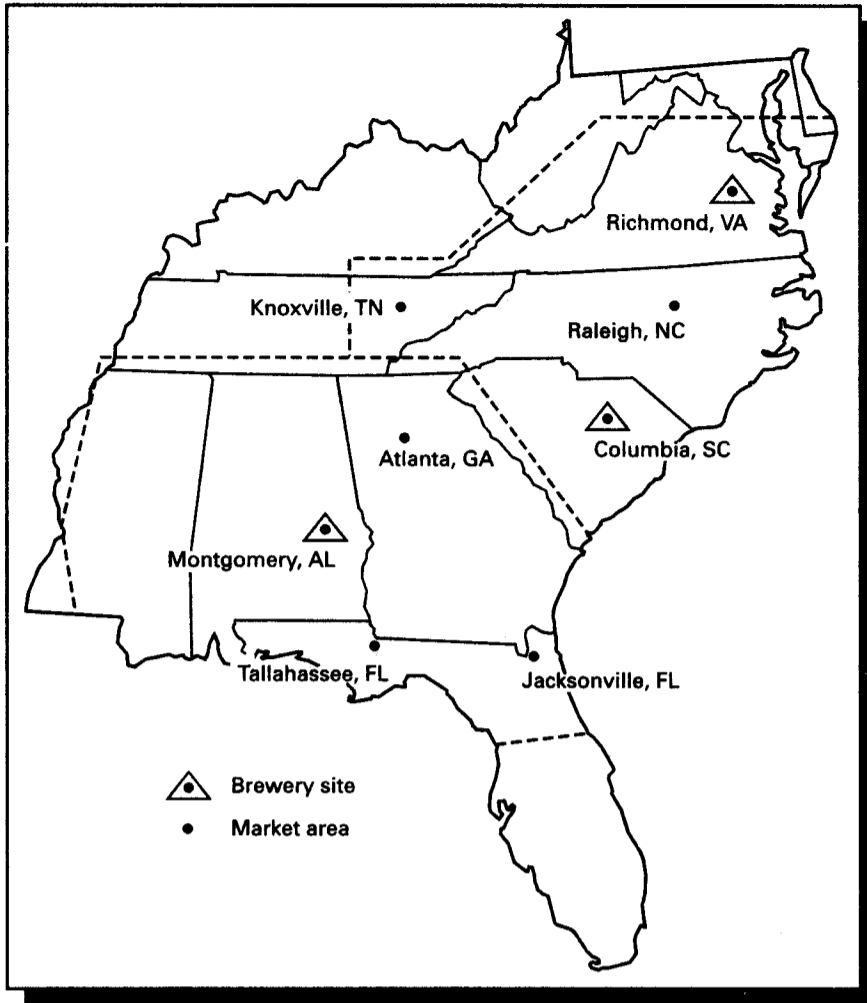 Richmond, VA
Knoxville, TN
Raleigh, NC
Atlanta, GA
Columbia, SC
Montgomery, AL
Tallahassee, FL
Jacksonville, FL
Brewery site
Market area